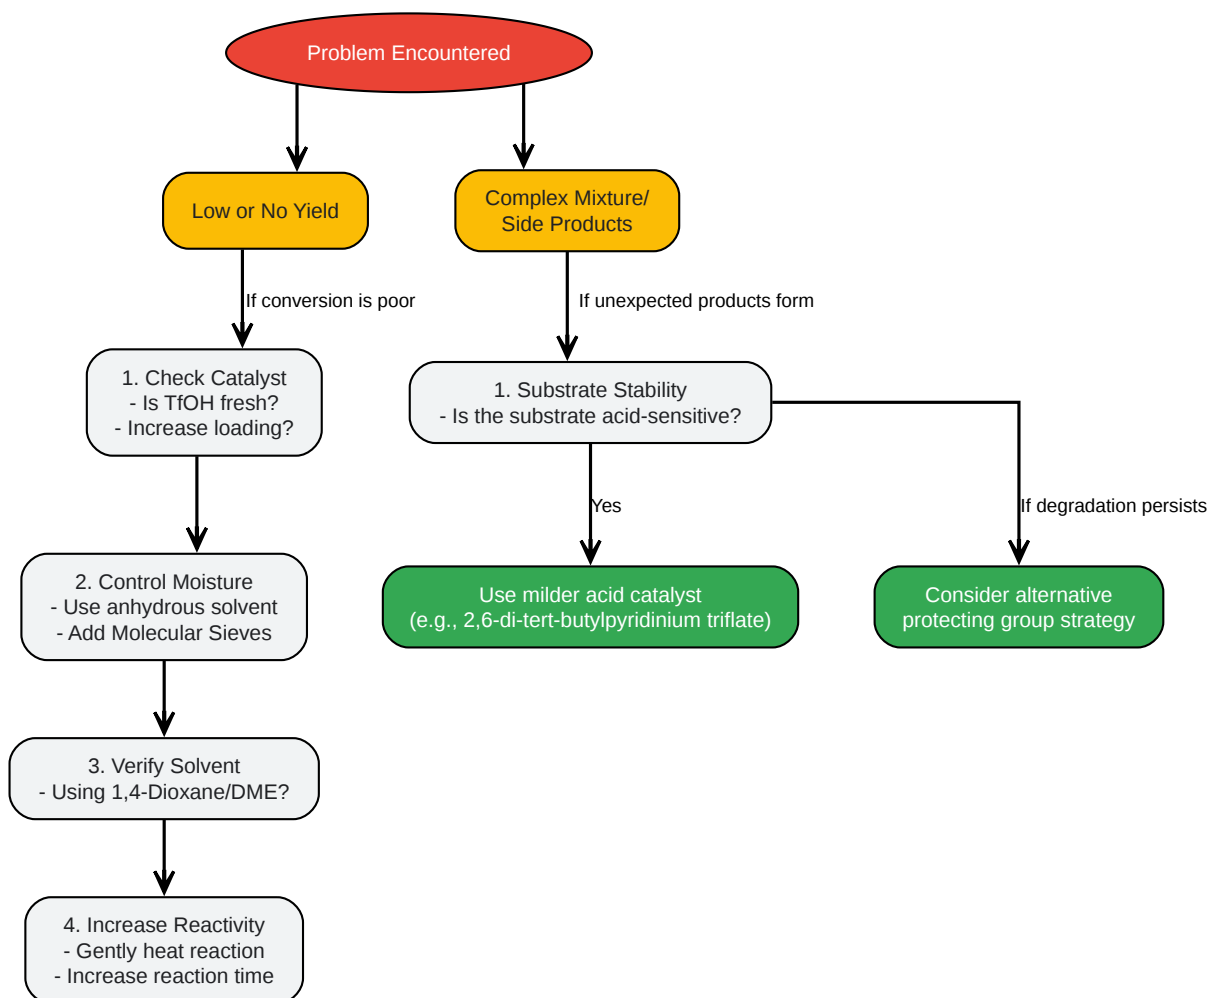 Problem Encountered
Low or No Yield
Complex Mixture/
Side Products
If conversion is poor
If unexpected products form
1. Check Catalyst
- Is TfOH fresh?
- Increase loading?
1. Substrate Stability
- Is the substrate acid-sensitive?
Yes
If degradation persists
2. Control Moisture
- Use anhydrous solvent
- Add Molecular Sieves
Use milder acid catalyst
(e.g., 2,6-di-tert-butylpyridinium triflate)
Consider alternative
protecting group strategy
3. Verify Solvent
- Using 1,4-Dioxane/DME?
4. Increase Reactivity
- Gently heat reaction
- Increase reaction time